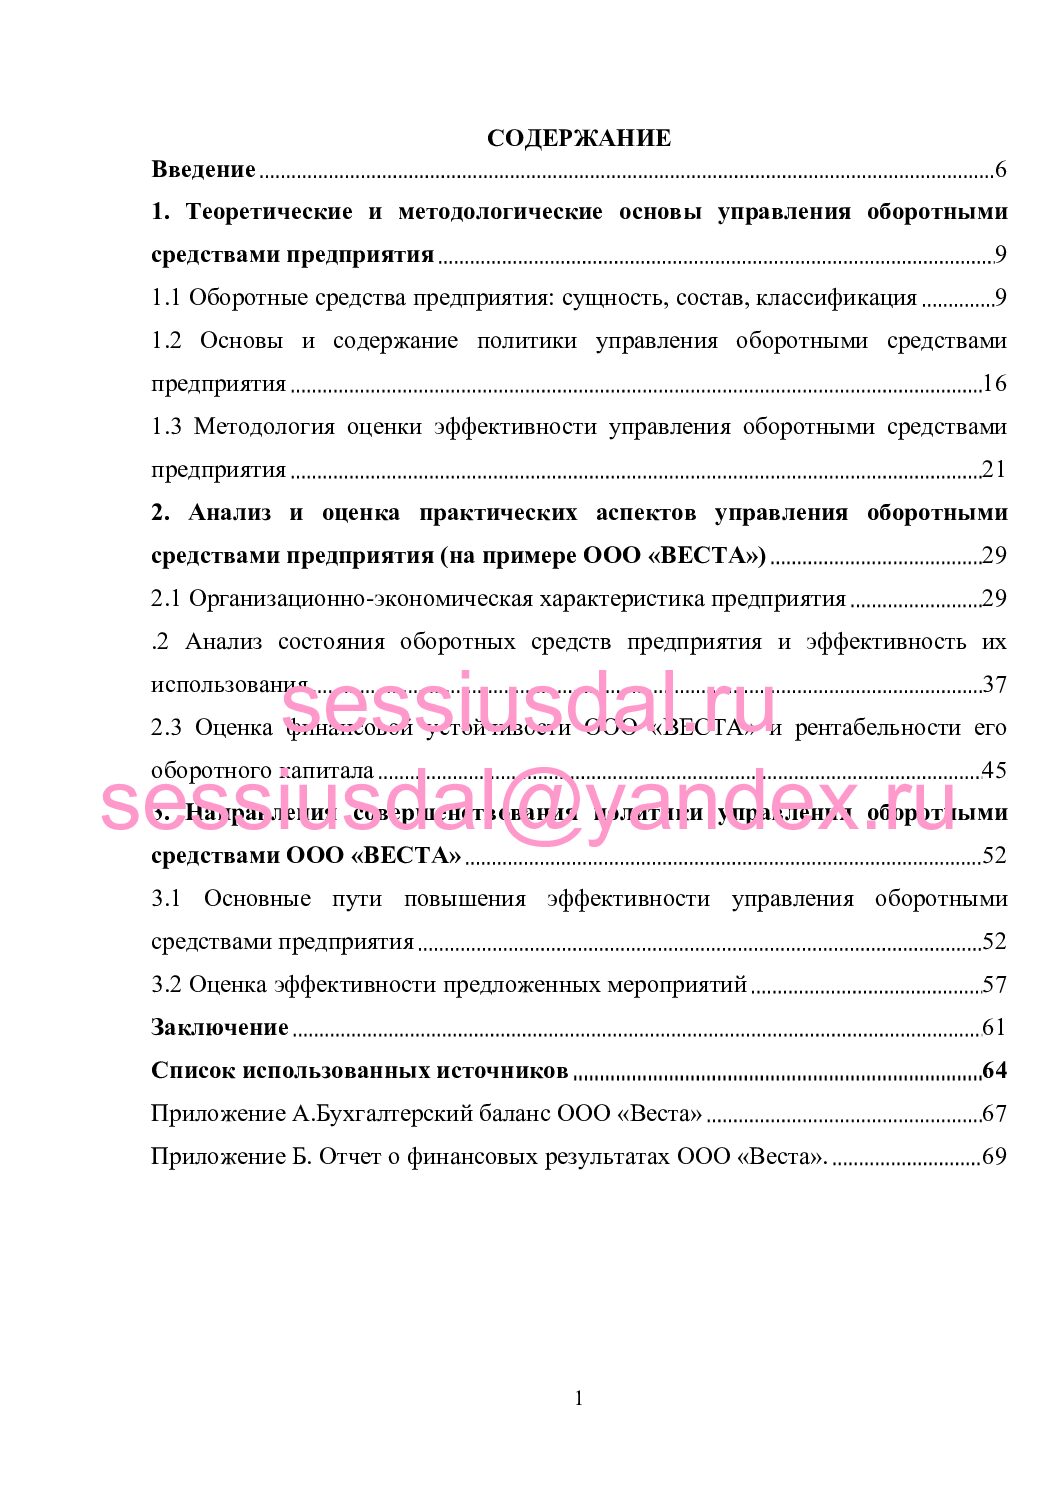 СОДЕРЖАНИЕ
Введение 6
1. Теоретические и методологические основы управления оборотными
средствами предприятия 9
1.1 Оборотные средства предприятия: сущность, состав, классификация 9
1.2 Основы и содержание политики управления оборотными средствами
предприятия 16
1.3 Методология оценки эффективности управления оборотными средствами
предприятия 21
2. Анализ и оценка практических аспектов управления оборотными
средствами предприятия (на примере ООО «ВЕСТА») 29
2.1 Организационно-экономическая характеристика предприятия 29
.2 Анализ состояния оборотных средств предприятия и эффективность их
использования 37
sessiusdal.ru
2.3 Оценка финансовой устойчивости ООО «ВЕСТА» и рентабельности его
оборотного капитала 45
sessiusdal@yandex.ru
3. Направления совершенствования политики управления оборотными
средствами ООО «ВЕСТА» 52
3.1 Основные пути повышения эффективности управления оборотными
средствами предприятия 52
3.2 Оценка эффективности предложенных мероприятий 57
Заключение 61
Список использованных источников 64
Приложение А.Бухгалтерский баланс ООО «Веста» 67
Приложение Б. Отчет о финансовых результатах ООО «Веста». 69
1